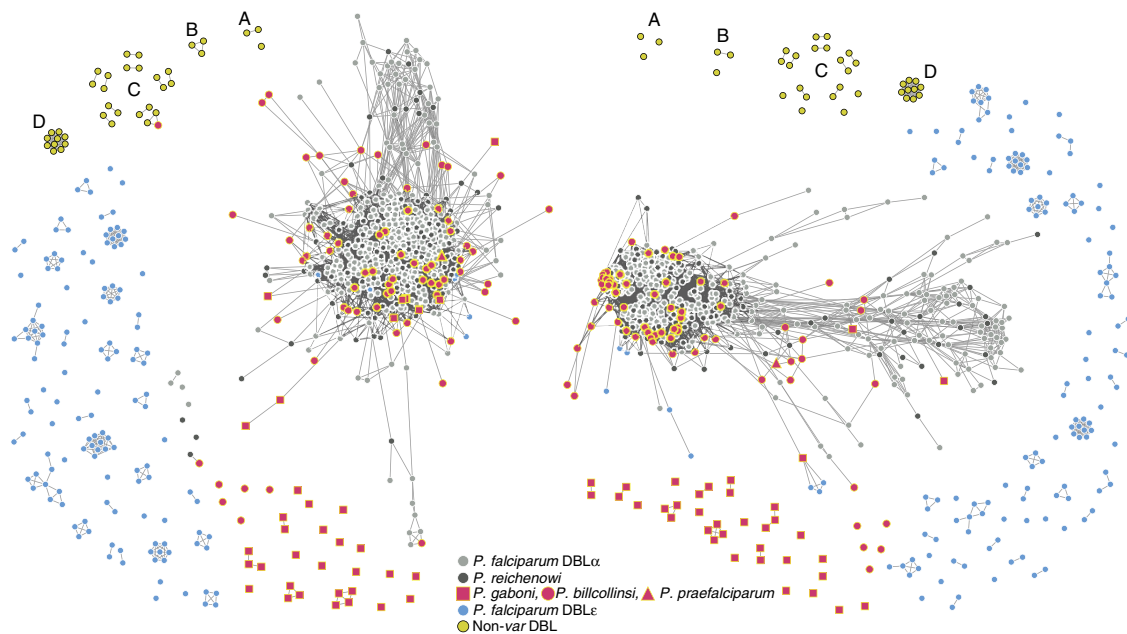 A
B
C
D
A
B
C
D
P. falciparum DBLα
P. reichenowi
P. gaboni, P. billcollinsi, P. praefalciparum
P. falciparum DBLε
Non-var DBL